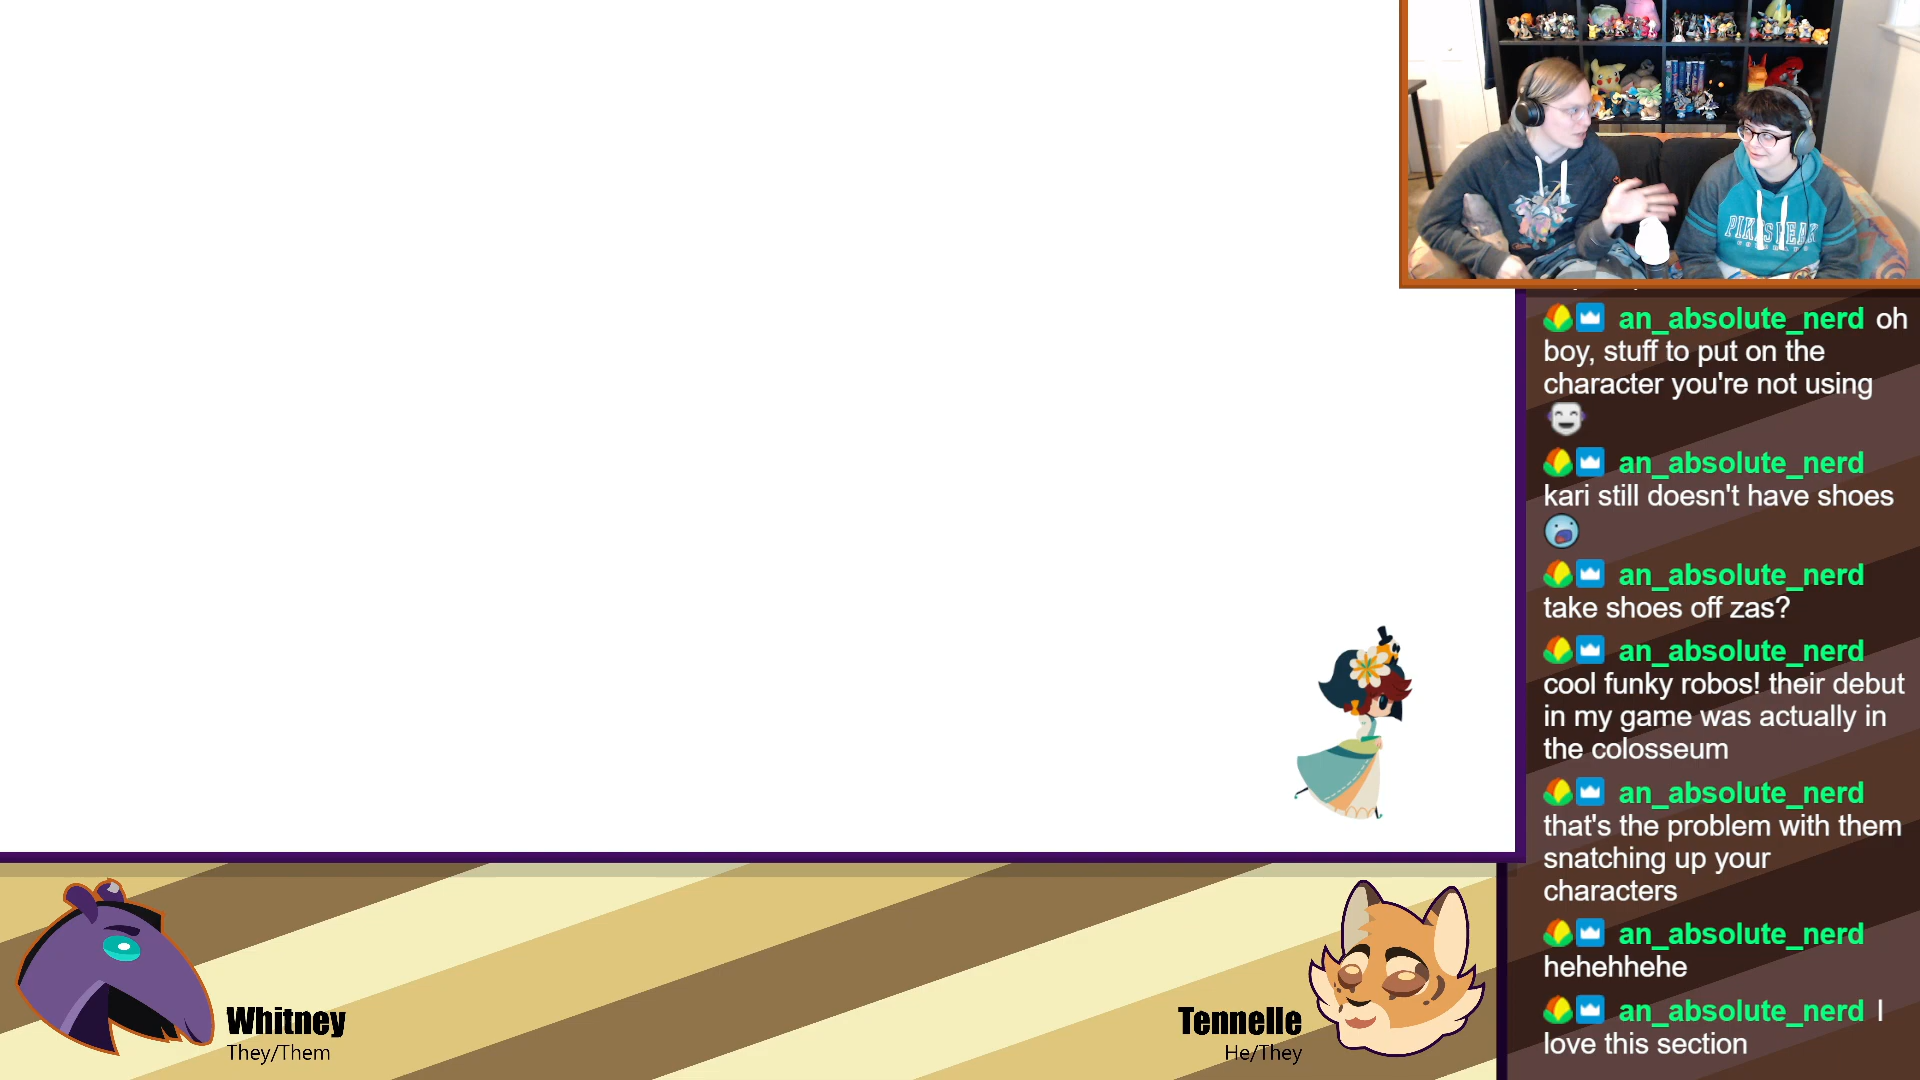 PIKES PEAK
an_absolute_nerd oh
boy, stuff to put on the
character you're not using
an_absolute_nerd
kari still doesn't have shoes
an_absolute_nerd
take shoes off zas?
an_absolute_nerd
cool funky robos! their debut
in my game was actually in
the colosseum
an_absolute_nerd
that's the problem with them
snatching up your
characters
an_absolute_nerd
hehehhehe
an_absolute_nerd I
love this section
Whitney
They/Them
Tennelle
He/They